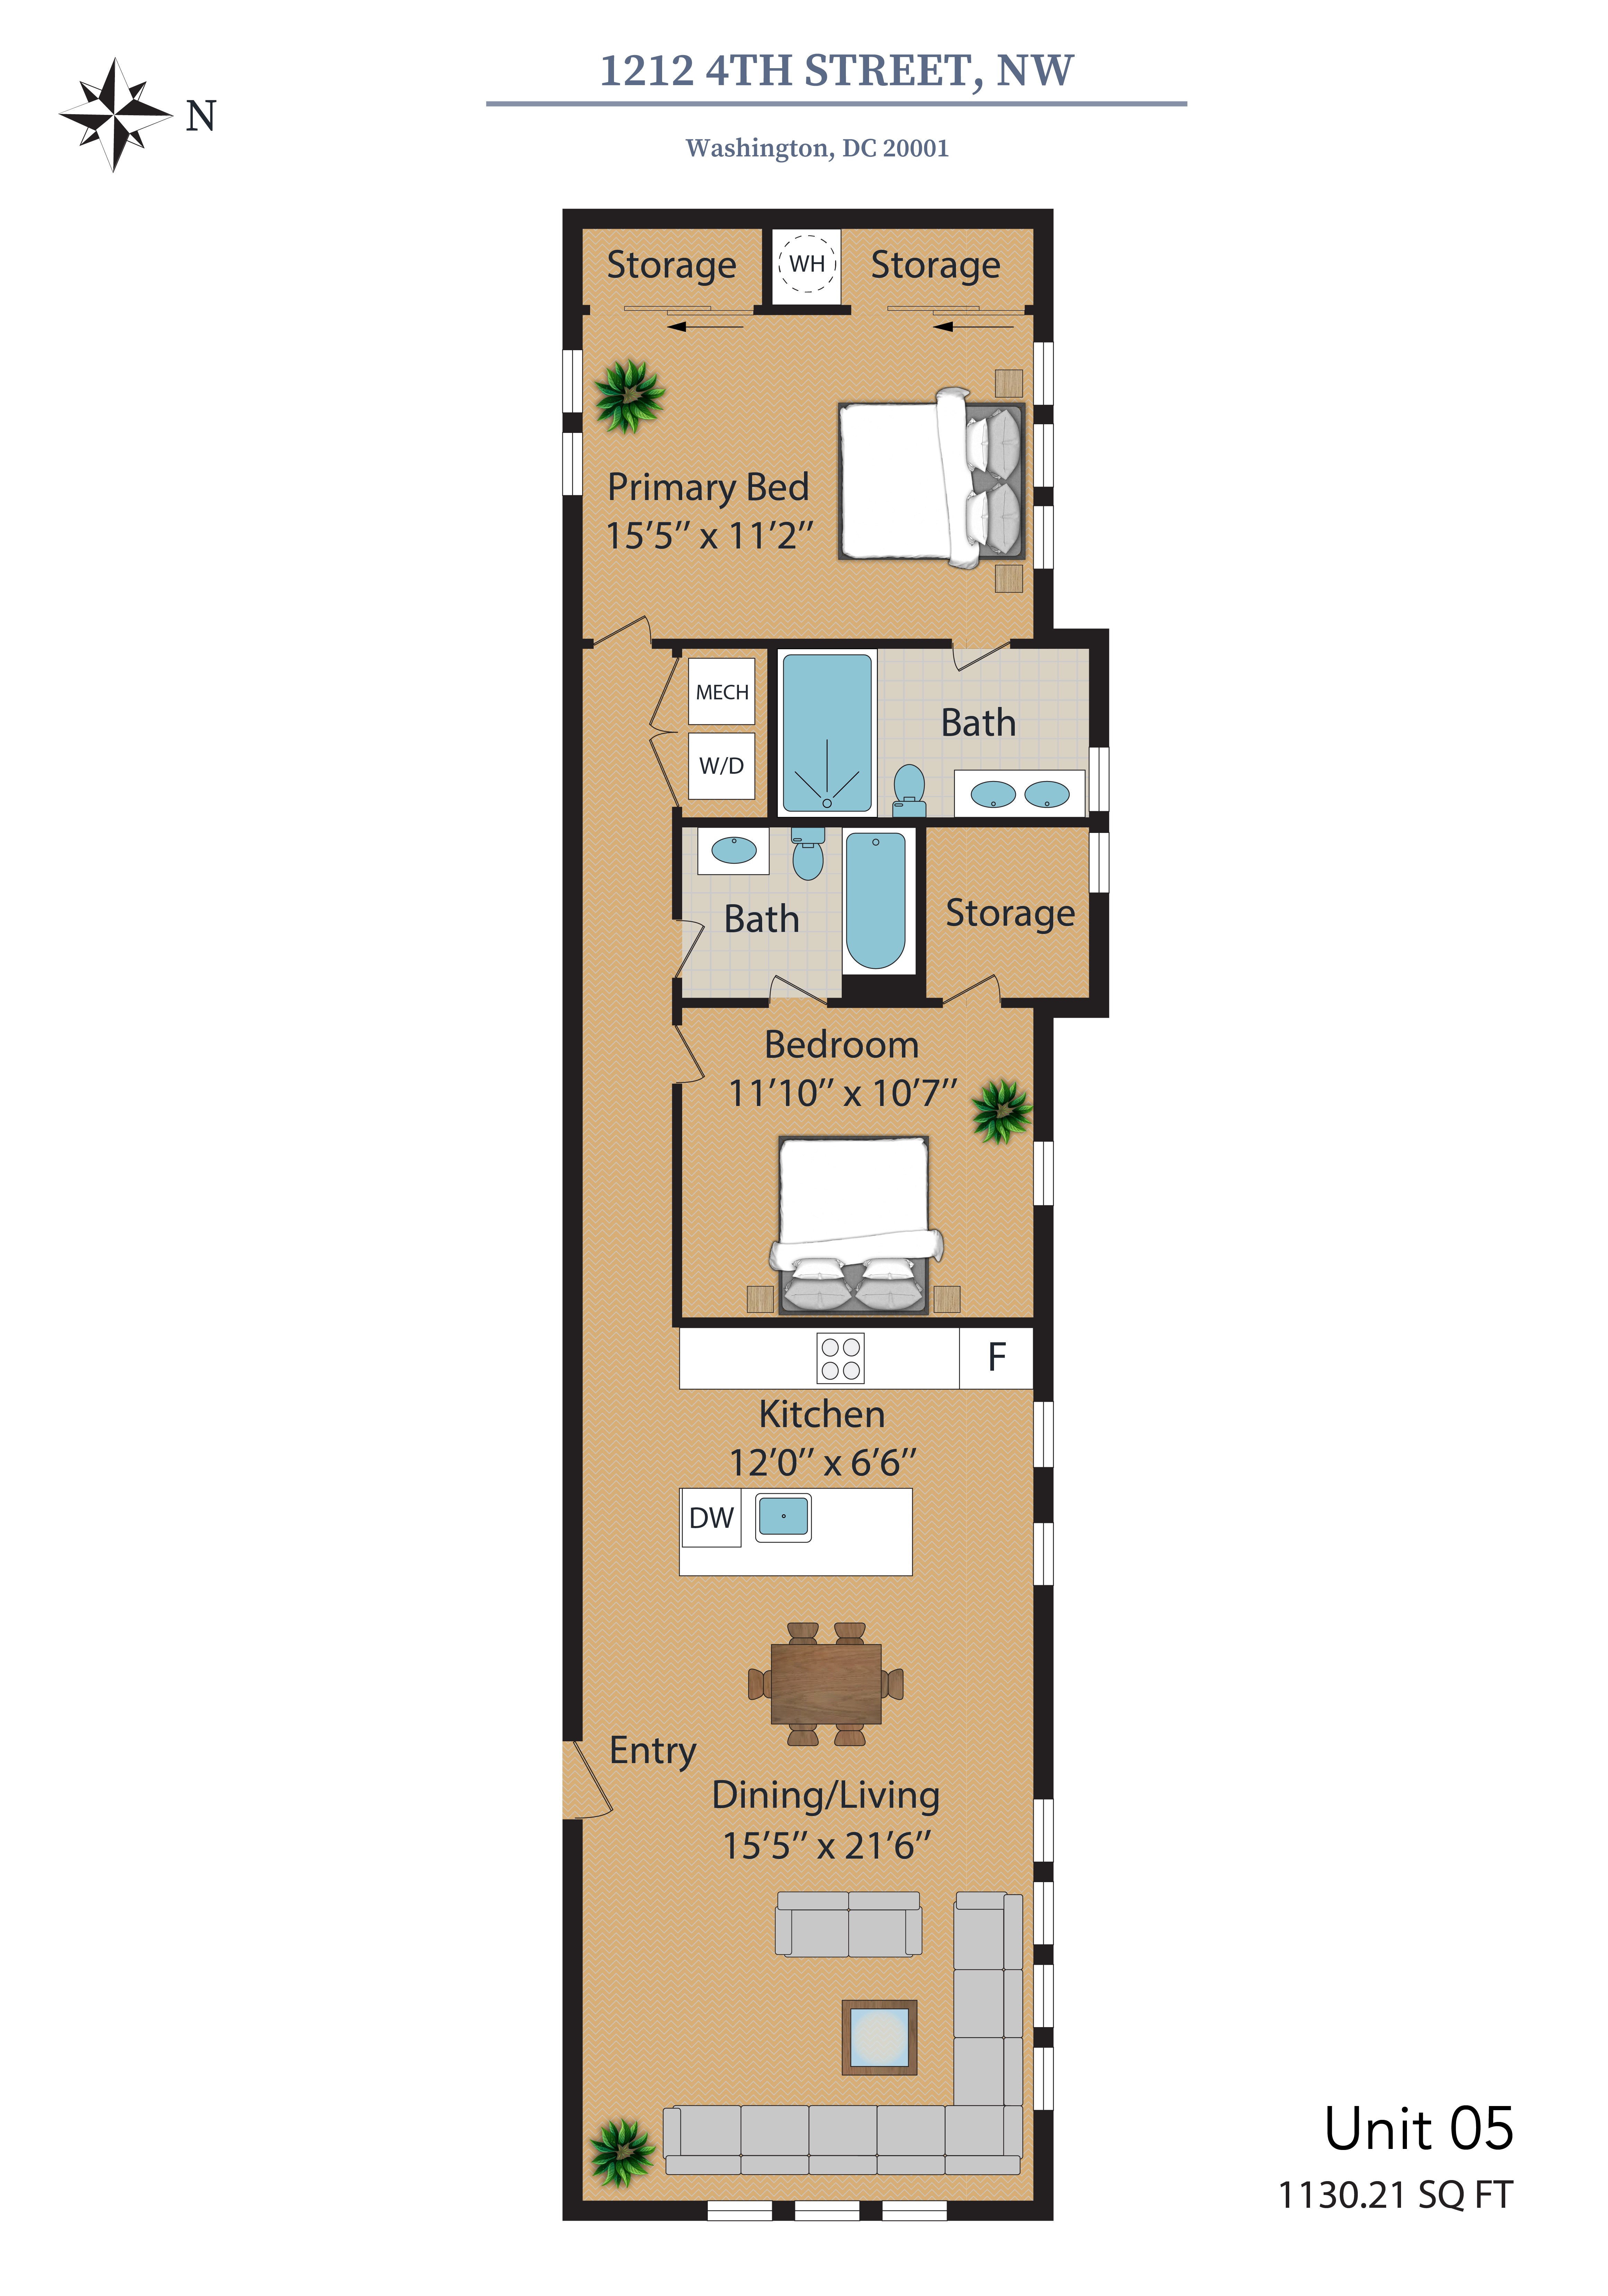 1212 4TH STREET, NW
N
Washington, DC 20001
Storage
WH
Storage
Primary Bed
15’5’’ x 11’2’’
MECH
Bath
W/D
Bath
Storage
Bedroom
11’10’’ x 10’7’’
F
Kitchen
12’0’’ x 6’6’’
DW
Entry
Dining/Living
15’5’’ x 21’6’’
Unit 05
1130.21 SQ FT